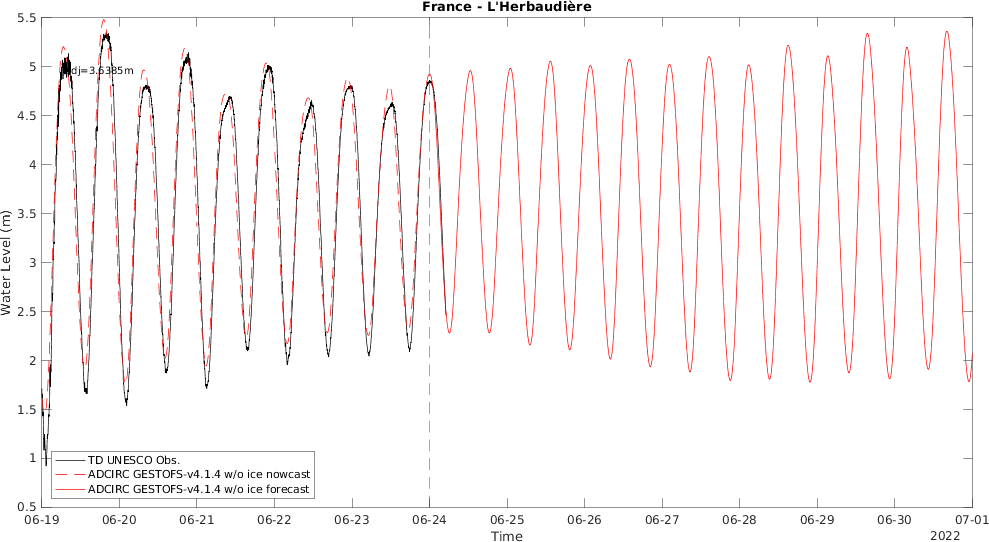 France - L'Herbaudière
5.5
5
4.5
4
3.5
3
2.5
2
1.5
1
0.5
Water Level (m)
dj=3.5385m
TD UNESCO Obs.
ADCIRC GESTOFS-v4.1.4 w/o ice nowcast
ADCIRC GESTOFS-v4.1.4 w/o ice forecast
06-19 06-20 06-21 06-22 06-23 06-24 06-25 06-26 06-27 06-28 06-29 06-30 07-01
Time
2022